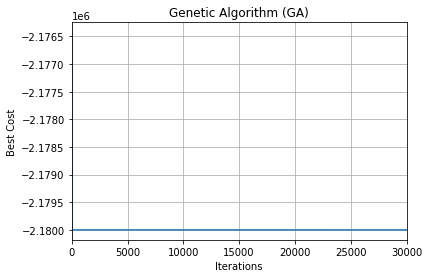 Genetic Algorithm (GA)
1e6
−2.1765
−2.1770
−2.1775
−2.1780
−2.1785
−2.1790
−2.1795
−2.1800
Best Cost
0 5000 10000 15000 20000 25000 30000
Iterations